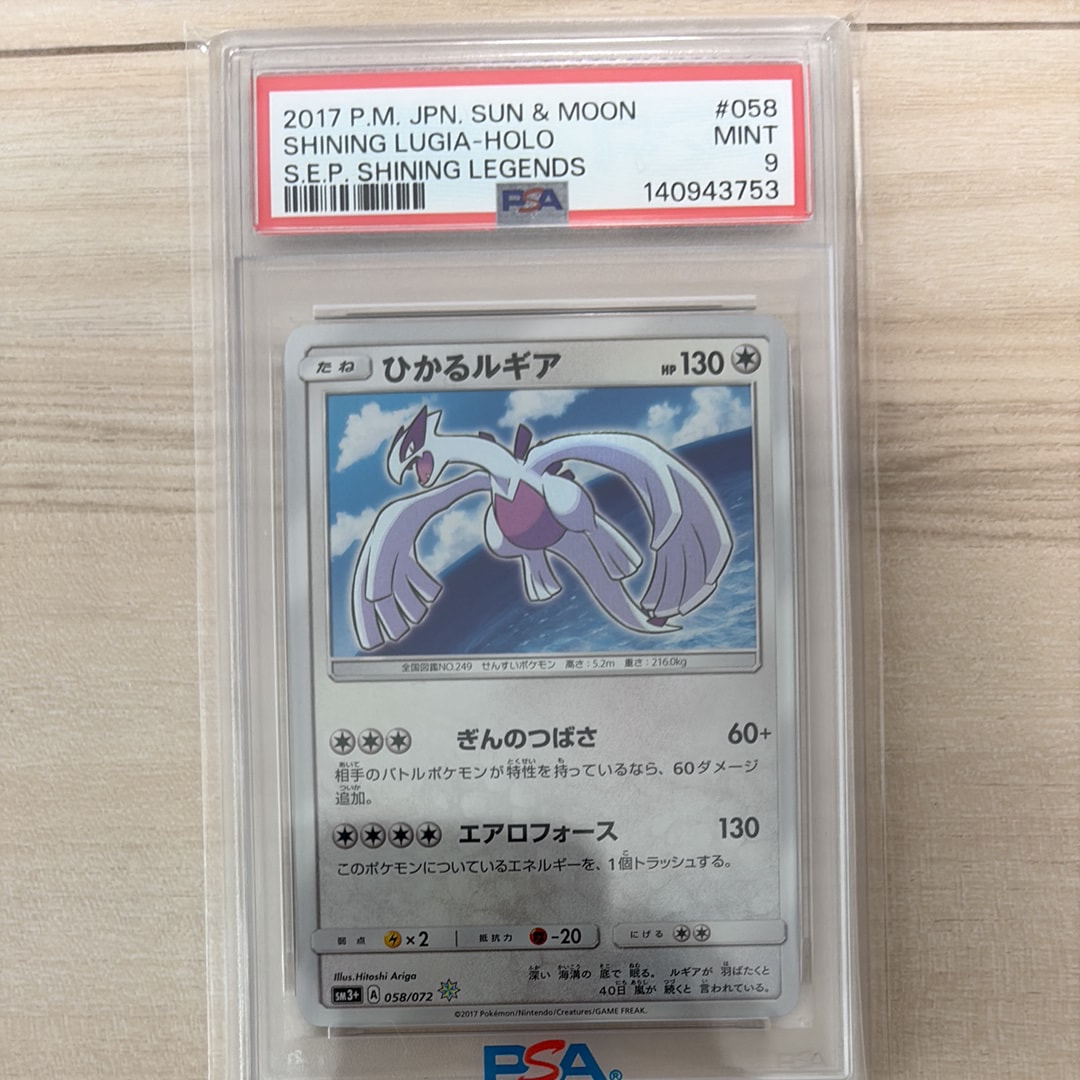 2017 P.M. JPN. SUN & MOON #058
SHINING LUGIA-HOLO MINT
S.E.P. SHINING LEGENDS 9
140943753
PSA
たね ひかるルギア HP 130
全国図鑑NO.249 せんすいポケモン 高さ:5.2m 重さ:216.0kg
ぎんのつばさ 60+
相手のバトルポケモンが特性を持っているなら、60ダメージ
追加。
エアロフォース 130
このポケモンについているエネルギーを、1個トラッシュする。
弱点 ×2 抵抗力 -20 にげる
Illus.Hitoshi Ariga
深い 海溝の 底で 眠る。 ルギアが 羽ばたくと
40日 嵐が 続くと 言われている。
SM3+ A 058/072
©2017 Pokémon/Nintendo/Creatures/GAME FREAK.
PSA®